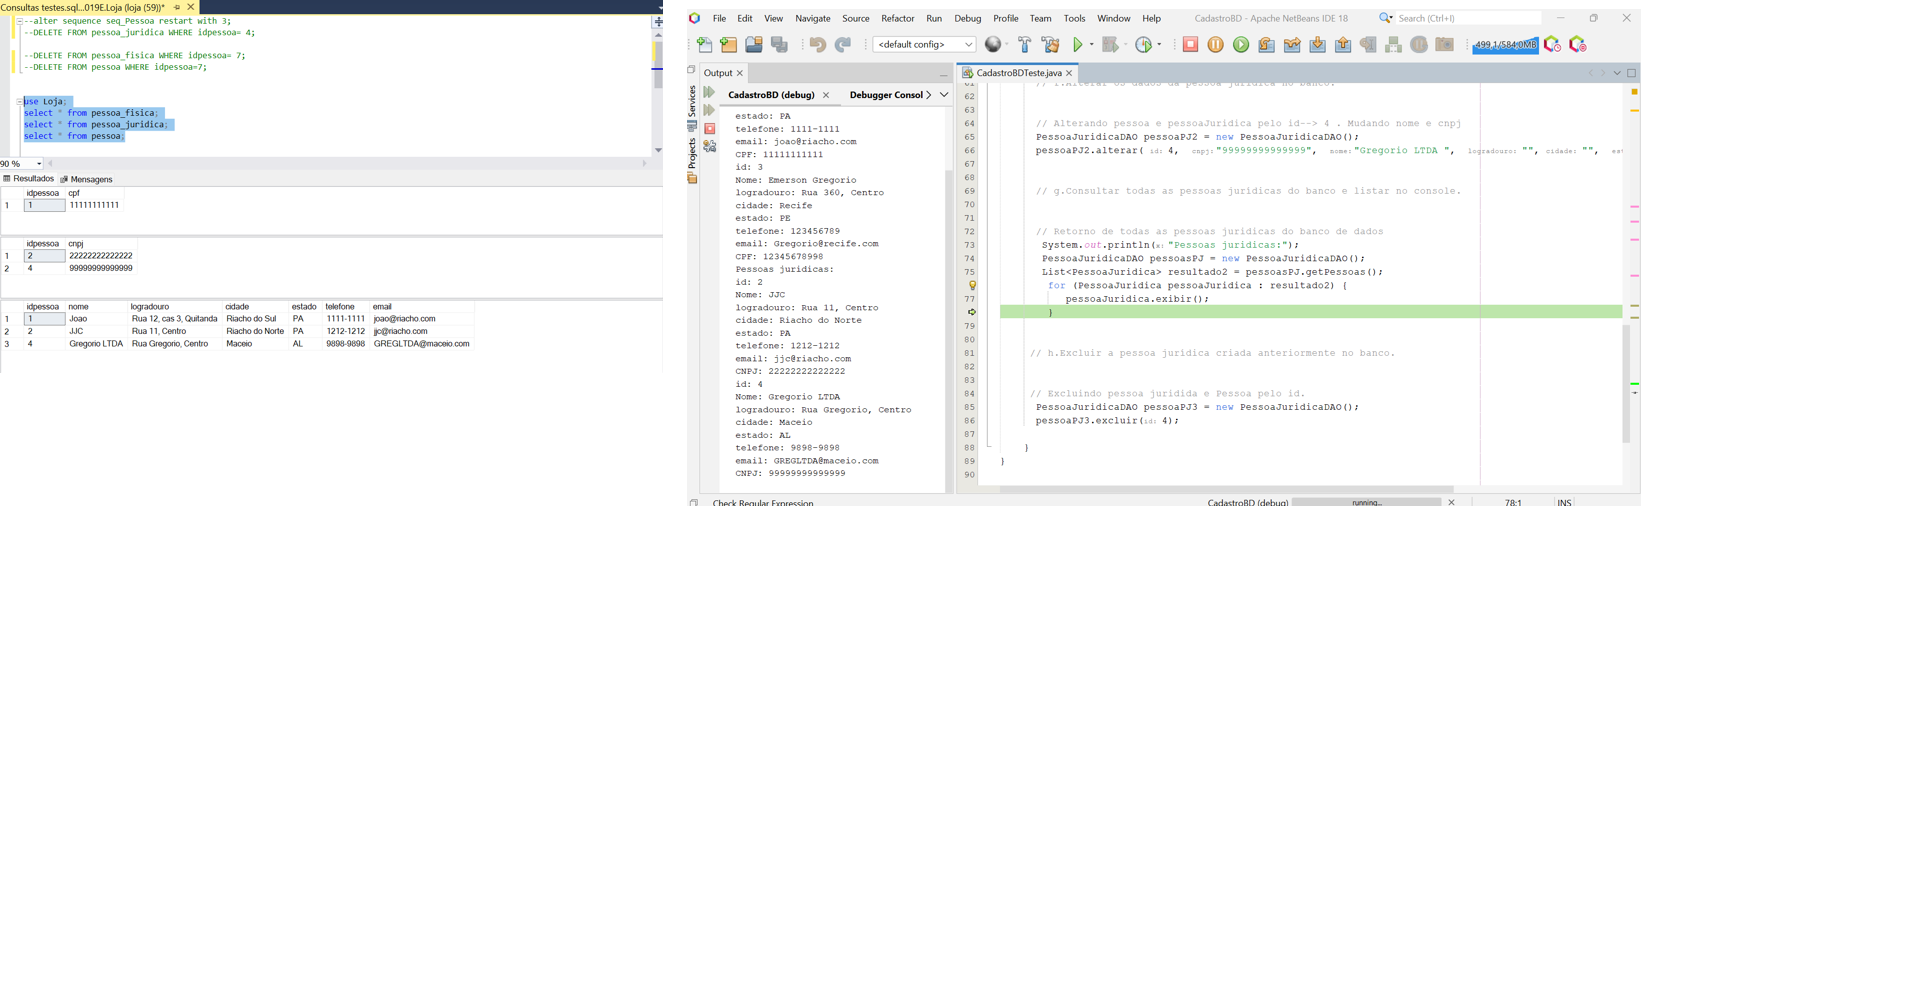 Consultas testes.sql...019E.Loja (loja (59))*
--alter sequence seq_Pessoa restart with 3;
--DELETE FROM pessoa_juridica WHERE idpessoa= 4;
--DELETE FROM pessoa_fisica WHERE idpessoa= 7;
--DELETE FROM pessoa WHERE idpessoa=7;
use Loja;
select * from pessoa_fisica;
select * from pessoa_juridica;
select * from pessoa;
90 %
Resultados Mensagens
idpessoa cpf
1 1 11111111111
idpessoa cnpj
1 2 22222222222222
2 4 99999999999999
idpessoa nome logradouro cidade estado telefone email
1 1 Joao Rua 12, cas 3, Quitanda Riacho do Sul PA 1111-1111 joao@riacho.com
2 2 JJC Rua 11, Centro Riacho do Norte PA 1212-1212 jjc@riacho.com
3 4 Gregorio LTDA Rua Gregorio, Centro Maceio AL 9898-9898 GREGLTDA@maceio.com
File Edit View Navigate Source Refactor Run Debug Profile Team Tools Window Help CadastroBD - Apache NetBeans IDE 18 Search (Ctrl+I)
<default config> 499,1/584,0MB
Services
Projects
Output
CadastroBD (debug) Debugger Consol
estado: PA
telefone: 1111-1111
email: joao@riacho.com
CPF: 11111111111
id: 3
Nome: Emerson Gregorio
logradouro: Rua 360, Centro
cidade: Recife
estado: PE
telefone: 123456789
email: Gregorio@recife.com
CPF: 12345678998
Pessoas juridicas:
id: 2
Nome: JJC
logradouro: Rua 11, Centro
cidade: Riacho do Norte
estado: PA
telefone: 1212-1212
email: jjc@riacho.com
CNPJ: 22222222222222
id: 4
Nome: Gregorio LTDA
logradouro: Rua Gregorio, Centro
cidade: Maceio
estado: AL
telefone: 9898-9898
email: GREGLTDA@maceio.com
CNPJ: 99999999999999
CadastroBDTeste.java
61 // f.Alterar os dados da pessoa jurídica no banco.
62
63
64 // Alterando pessoa e pessoaJuridica pelo id--> 4 . Mudando nome e cnpj
65 PessoaJuridicaDAO pessoaPJ2 = new PessoaJuridicaDAO();
66 pessoaPJ2.alterar( id: 4, cnpj: "99999999999999", nome: "Gregorio LTDA ", logradouro: "", cidade: "", est
67
68
69 // g.Consultar todas as pessoas jurídicas do banco e listar no console.
70
71
72 // Retorno de todas as pessoas juridicas do banco de dados
73 System.out.println(x: "Pessoas juridicas:");
74 PessoaJuridicaDAO pessoasPJ = new PessoaJuridicaDAO();
75 List<PessoaJuridica> resultado2 = pessoasPJ.getPessoas();
for (PessoaJuridica pessoaJuridica : resultado2) {
77 pessoaJuridica.exibir();
}
79
80
81 // h.Excluir a pessoa jurídica criada anteriormente no banco.
82
83
84 // Excluindo pessoa juridida e Pessoa pelo id.
85 PessoaJuridicaDAO pessoaPJ3 = new PessoaJuridicaDAO();
86 pessoaPJ3.excluir(id: 4);
87
88 }
89 }
90
Check Regular Expression CadastroBD (debug) running... 78:1 INS